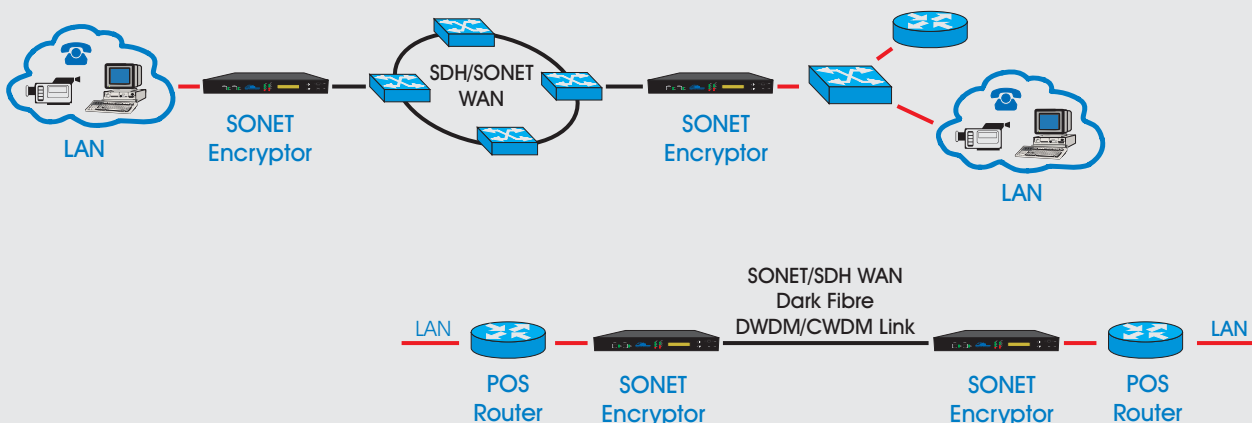 SDH/SONET
WAN
LAN
SONET
Encryptor
SONET
Encryptor
LAN
SONET/SDH WAN
Dark Fibre
DWDM/CWDM Link
LAN
LAN
POS
Router
SONET
Encryptor
SONET
Encryptor
POS
Router